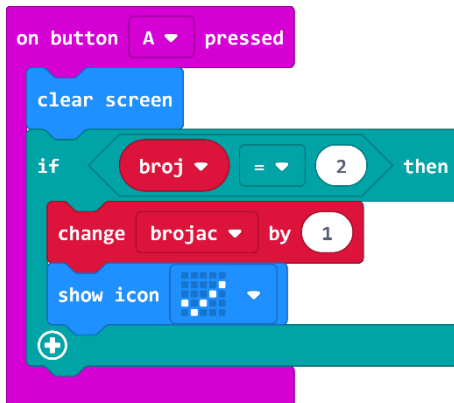 on button A pressed
clear screen
if broj = 2 then
change brojac by 1
show icon